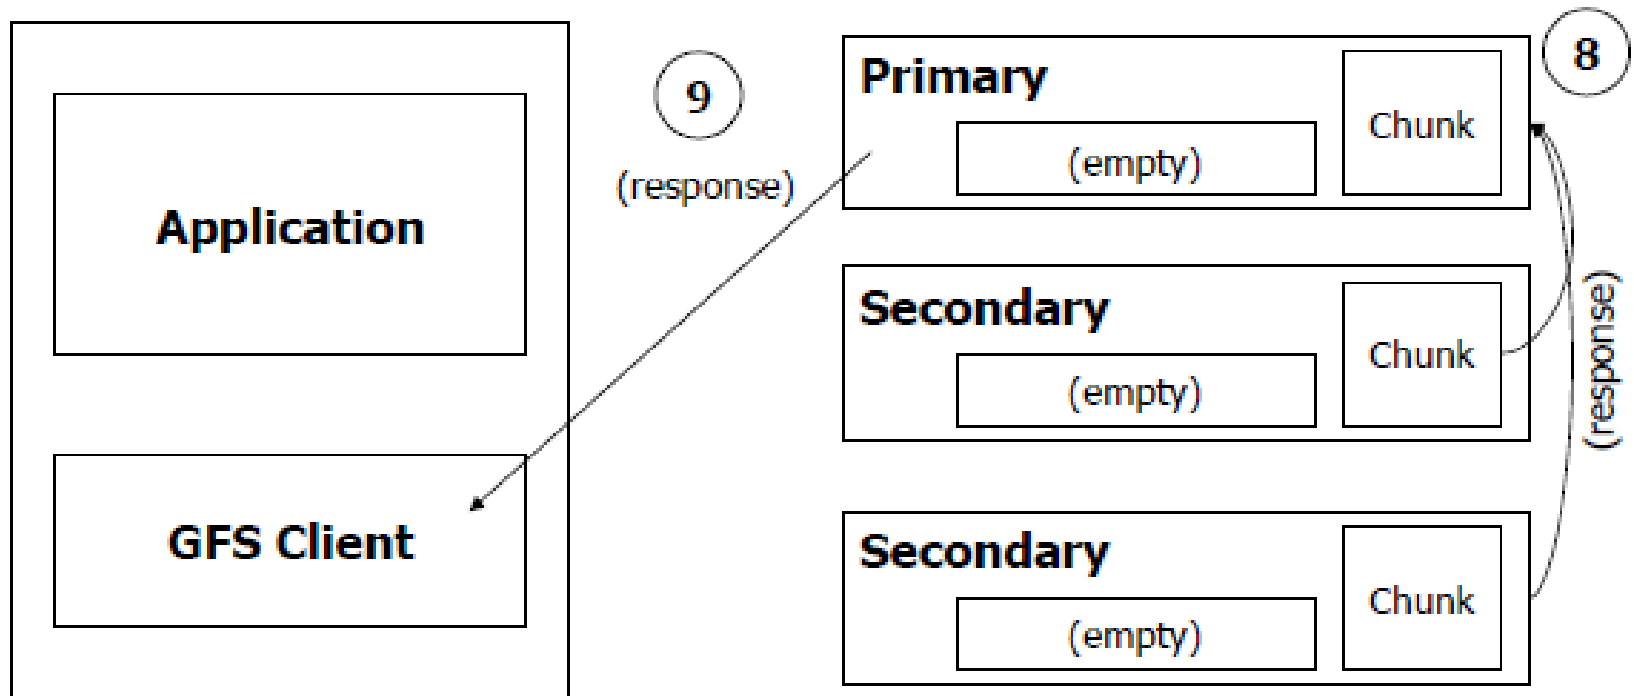 Application
GFS Client
9
(response)
Primary
(empty)
Chunk
8
Secondary
(empty)
Chunk
(response)
Secondary
(empty)
Chunk